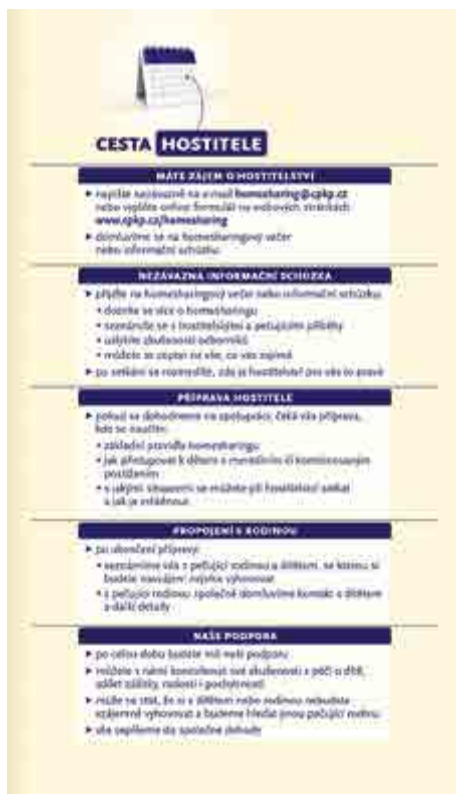 CESTA HOSTITELE
MÁTE ZÁJEM O HOSTITELSTVÍ
▸ napište nezávazně na e-mail homesharing@cpkp.cz
nebo vyplňte online formulář na webových stránkách
www.cpkp.cz/homesharing
▸ domluvíme se na homesharingový večer
nebo informační schůzku
NEZÁVAZNÁ INFORMAČNÍ SCHŮZKA
▸ přijďte na homesharingový večer nebo informační schůzku
• dozvíte se více o homesharingu
• seznámíte se s hostitelskými a pečujícími příběhy
• uslyšíte zkušenosti odborníků
• můžete se zeptat na vše, co vás zajímá
▸ po setkání se rozmyslíte, zda je hostitelství pro vás to pravé
PŘÍPRAVA HOSTITELE
▸ pokud se dohodneme na spolupráci, čeká vás příprava,
kde se naučíte:
• základní pravidla homesharingu
• jak přistupovat k dětem s mentálním či kombinovaným
postižením
• s jakými situacemi se můžete při hostitelství setkat
a jak je zvládnout
PROPOJENÍ S RODINOU
▸ po ukončení přípravy:
• seznámíme vás s pečující rodinou a dítětem, se kterou si
budete navzájem nejvíce vyhovovat
• s pečující rodinou společně domluvíme kontakt s dítětem
a další detaily
NAŠE PODPORA
▸ po celou dobu budete mít naši podporu
▸ můžete s námi konzultovat své zkušenosti s péčí o dítě,
sdílet zážitky, radosti i pochybnosti
▸ může se stát, že si s dítětem nebo rodinou nebudete
vzájemně vyhovovat a budeme hledat jinou pečující rodinu
▸ vše sepíšeme do společné dohody